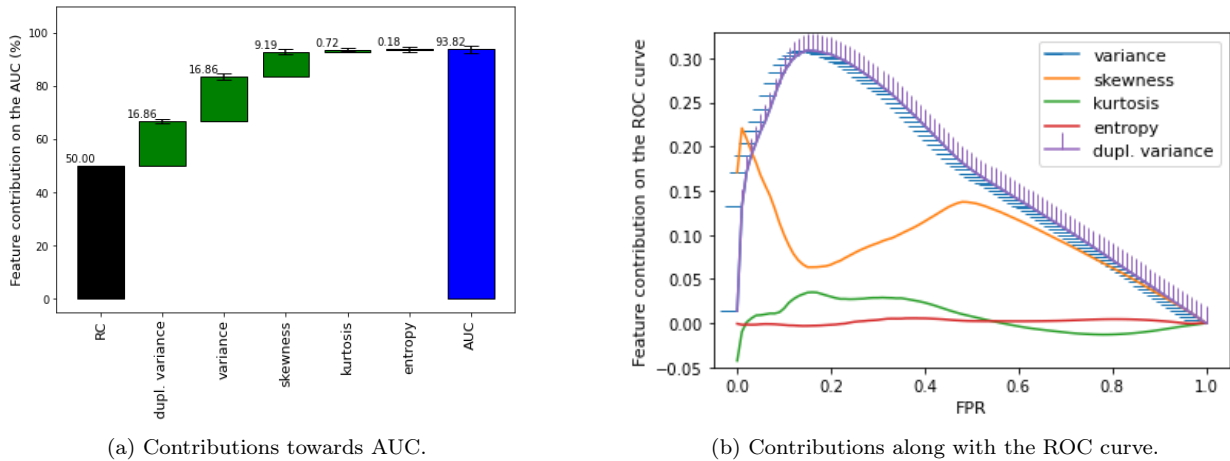 Feature contribution on the AUC (%)
100
80
60
40
20
0
50.00
16.86
16.86
9.19
0.72
0.18
93.82
RC
dupl. variance
variance
skewness
kurtosis
entropy
AUC
(a) Contributions towards AUC.
Feature contribution on the ROC curve
0.30
0.25
0.20
0.15
0.10
0.05
0.00
−0.05
0.0
0.2
0.4
0.6
0.8
1.0
FPR
variance
skewness
kurtosis
entropy
dupl. variance
(b) Contributions along with the ROC curve.